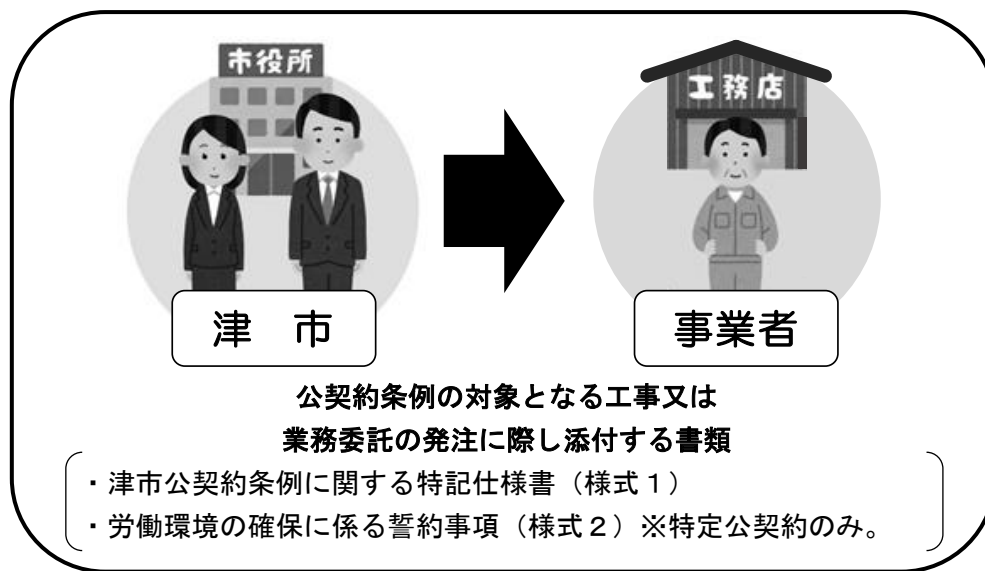 市役所
工務店
津 市
事業者
公契約条例の対象となる工事又は
業務委託の発注に際し添付する書類
・津市公契約条例に関する特記仕様書（様式１）
・労働環境の確保に係る誓約事項（様式２）※特定公契約のみ。